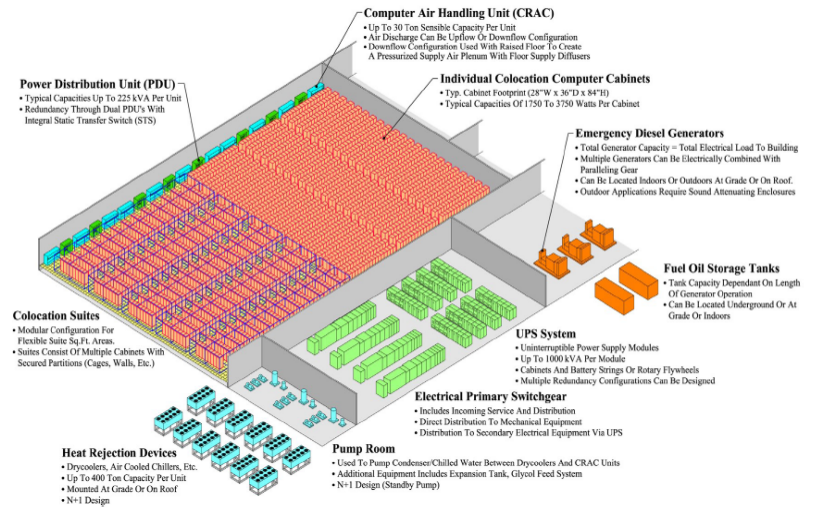 Computer Air Handling Unit (CRAC)
• Up To 30 Ton Sensible Capacity Per Unit
• Air Discharge Can Be Upflow Or Downflow Configuration
• Downflow Configuration Used With Raised Floor To Create
A Pressurized Supply Air Plenum With Floor Supply Diffusers
Power Distribution Unit (PDU)
• Typical Capacities Up To 225 kVA Per Unit
• Redundancy Through Dual PDU's With
Integral Static Transfer Switch (STS)
Individual Colocation Computer Cabinets
• Typ. Cabinet Footprint (28"W x 36"D x 84"H)
• Typical Capacities Of 1750 To 3750 Watts Per Cabinet
Emergency Diesel Generators
• Total Generator Capacity = Total Electrical Load To Building
• Multiple Generators Can Be Electrically Combined With
Paralleling Gear
• Can Be Located Indoors Or Outdoors At Grade Or On Roof.
• Outdoor Applications Require Sound Attenuating Enclosures
Fuel Oil Storage Tanks
• Tank Capacity Dependant On Length
Of Generator Operation
• Can Be Located Underground Or At
Grade Or Indoors
Colocation Suites
• Modular Configuration For
Flexible Suite Sq.Ft. Areas.
• Suites Consist Of Multiple Cabinets With
Secured Partitions (Cages, Walls, Etc.)
UPS System
• Uninterruptible Power Supply Modules
• Up To 1000 kVA Per Module
• Cabinets And Battery Strings Or Rotary Flywheels
• Multiple Redundancy Configurations Can Be Designed
Electrical Primary Switchgear
• Includes Incoming Service And Distribution
• Direct Distribution To Mechanical Equipment
• Distribution To Secondary Electrical Equipment Via UPS
Heat Rejection Devices
• Drycoolers, Air Cooled Chillers, Etc.
• Up To 400 Ton Capacity Per Unit
• Mounted At Grade Or On Roof
• N+1 Design
Pump Room
• Used To Pump Condenser/Chilled Water Between Drycoolers And CRAC Units
• Additional Equipment Includes Expansion Tank, Glycol Feed System
• N+1 Design (Standby Pump)